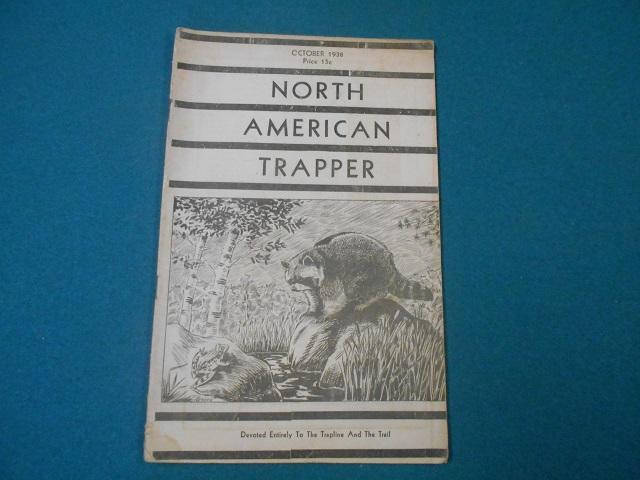 OCTOBER 1938
Price 15c
NORTH
AMERICAN
TRAPPER
Devoted Entirely To The Trapline And The Trail